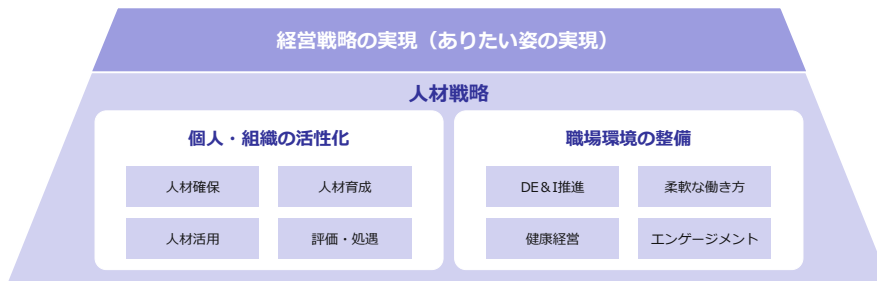 経営戦略の実現（ありたい姿の実現）
人材戦略
個人・組織の活性化
人材確保
人材育成
人材活用
評価・処遇
職場環境の整備
DE&I推進
柔軟な働き方
健康経営
エンゲージメント